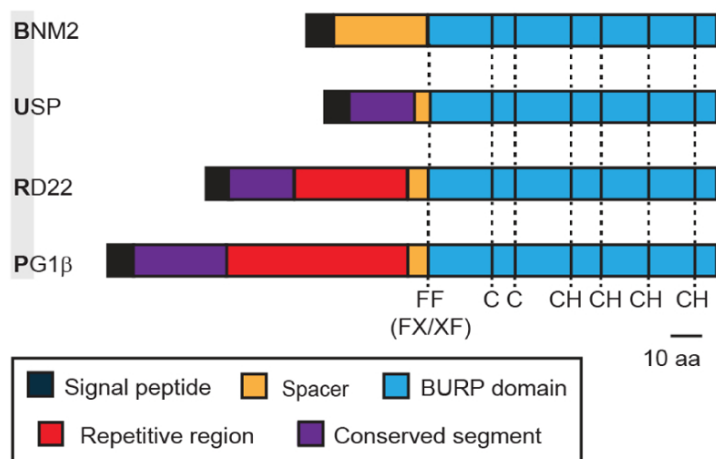 BNM2
USP
RD22
PG1β
FF C C CH CH CH CH
(FX/XF)
10 aa
Signal peptide Spacer BURP domain
Repetitive region Conserved segment